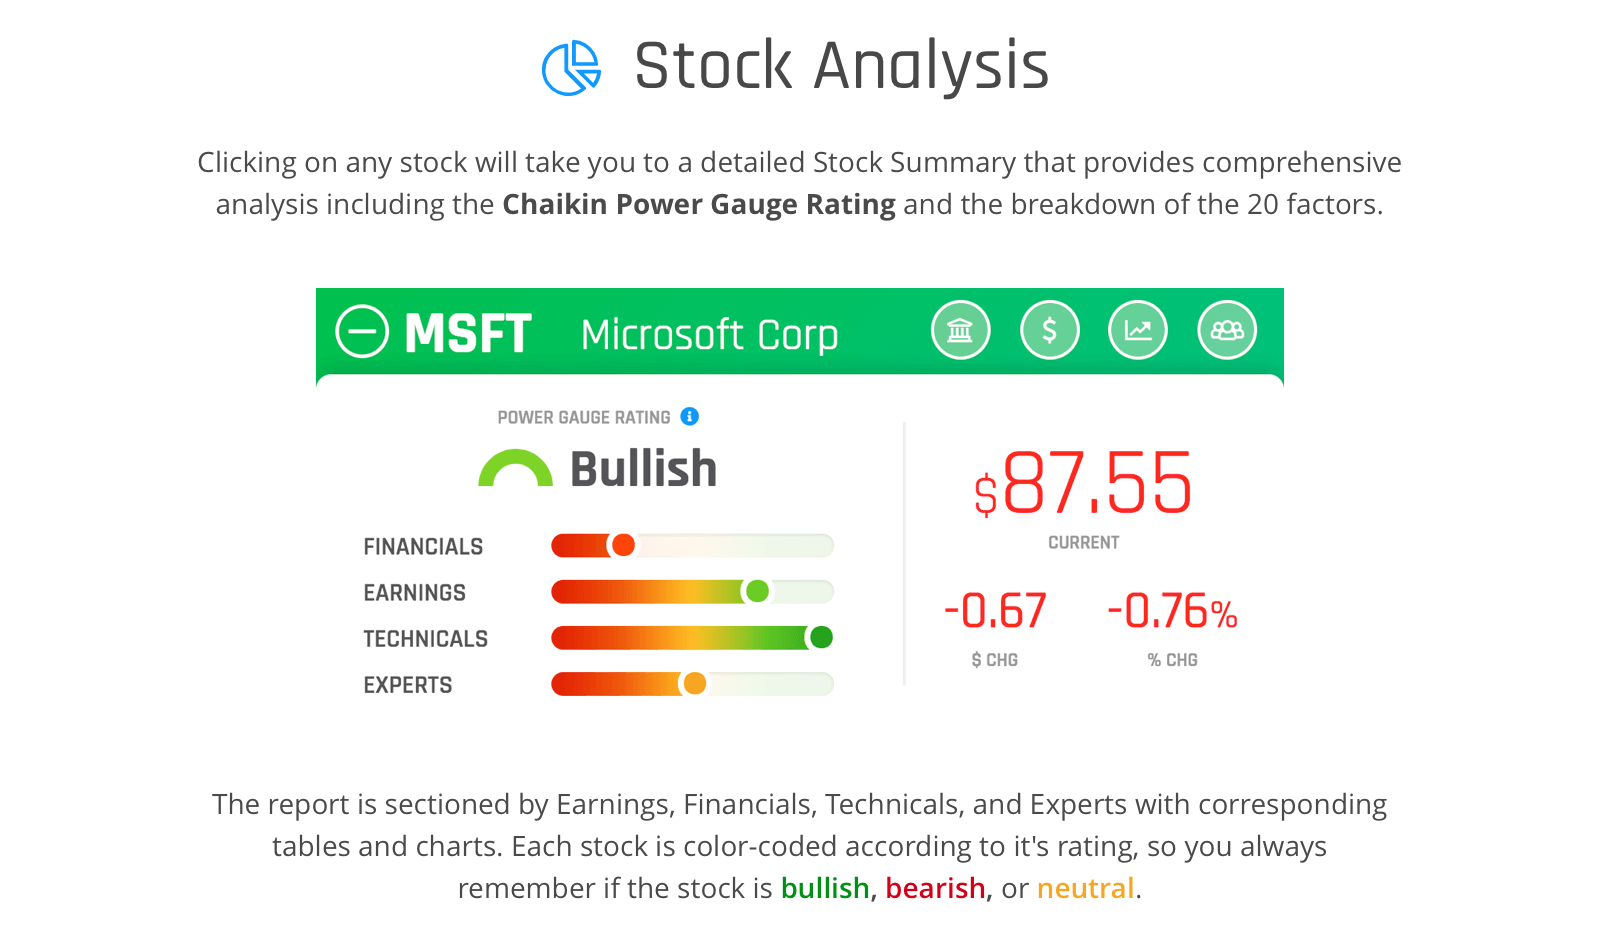 Stock Analysis
Clicking on any stock will take you to a detailed Stock Summary that provides comprehensive
analysis including the Chaikin Power Gauge Rating and the breakdown of the 20 factors.
MSFT Microsoft Corp
POWER GAUGE RATING
Bullish
FINANCIALS
EARNINGS
TECHNICALS
EXPERTS
$87.55
CURRENT
-0.67 -0.76%
$ CHG % CHG
The report is sectioned by Earnings, Financials, Technicals, and Experts with corresponding
tables and charts. Each stock is color-coded according to it's rating, so you always
remember if the stock is bullish, bearish, or neutral.